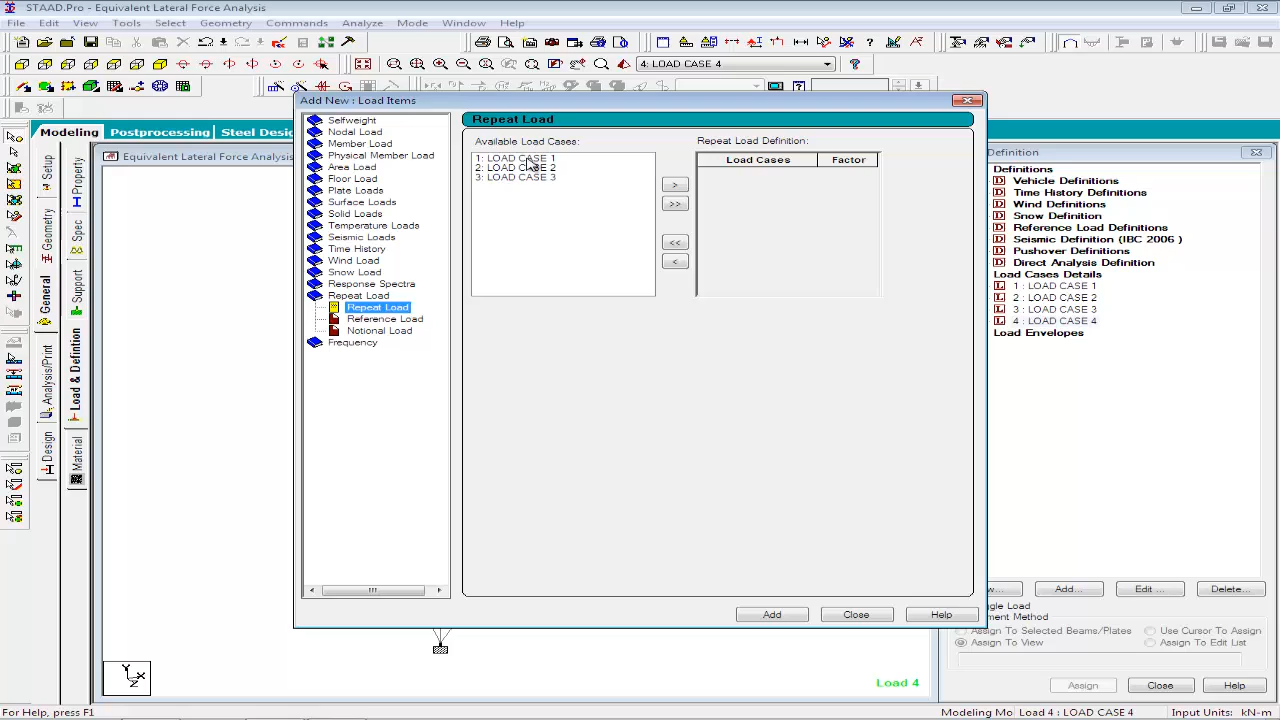 STAAD.Pro - Equivalent Lateral Force Analysis
File Edit View Tools Select Geometry Commands Analyze Mode Window Help
4: LOAD CASE 4
Modeling Postprocessing Steel Des
Equivalent Lateral Force Analysis
Setup
Geometry
General
Analysis/Print
Design
Property
Spec
Support
Load & Definition
Material
Add New : Load Items
Selfweight
Nodal Load
Member Load
Physical Member Load
Area Load
Floor Load
Plate Loads
Surface Loads
Solid Loads
Temperature Loads
Seismic Loads
Time History
Wind Load
Snow Load
Response Spectra
Repeat Load
Repeat Load
Reference Load
Notional Load
Frequency
Repeat Load
Available Load Cases:
1: LOAD CASE 1
2: LOAD CASE 2
3: LOAD CASE 3
>
>>
<<
<
Repeat Load Definition:
Load Cases Factor
Add Close Help
Definition
Definitions
Vehicle Definitions
Time History Definitions
Wind Definitions
Snow Definition
Reference Load Definitions
Seismic Definition (IBC 2006 )
Pushover Definitions
Direct Analysis Definition
Load Cases Details
1 : LOAD CASE 1
2 : LOAD CASE 2
3 : LOAD CASE 3
4 : LOAD CASE 4
Load Envelopes
w... Add... Edit ... Delete...
gle Load
nment Method
Assign To Selected Beams/Plates Use Cursor To Assign
Assign To View Assign To Edit List
Assign Close Help
Y
X
Z
Load 4
For Help, press F1
Modeling Mo Load 4 : LOAD CASE 4 Input Units: kN-m